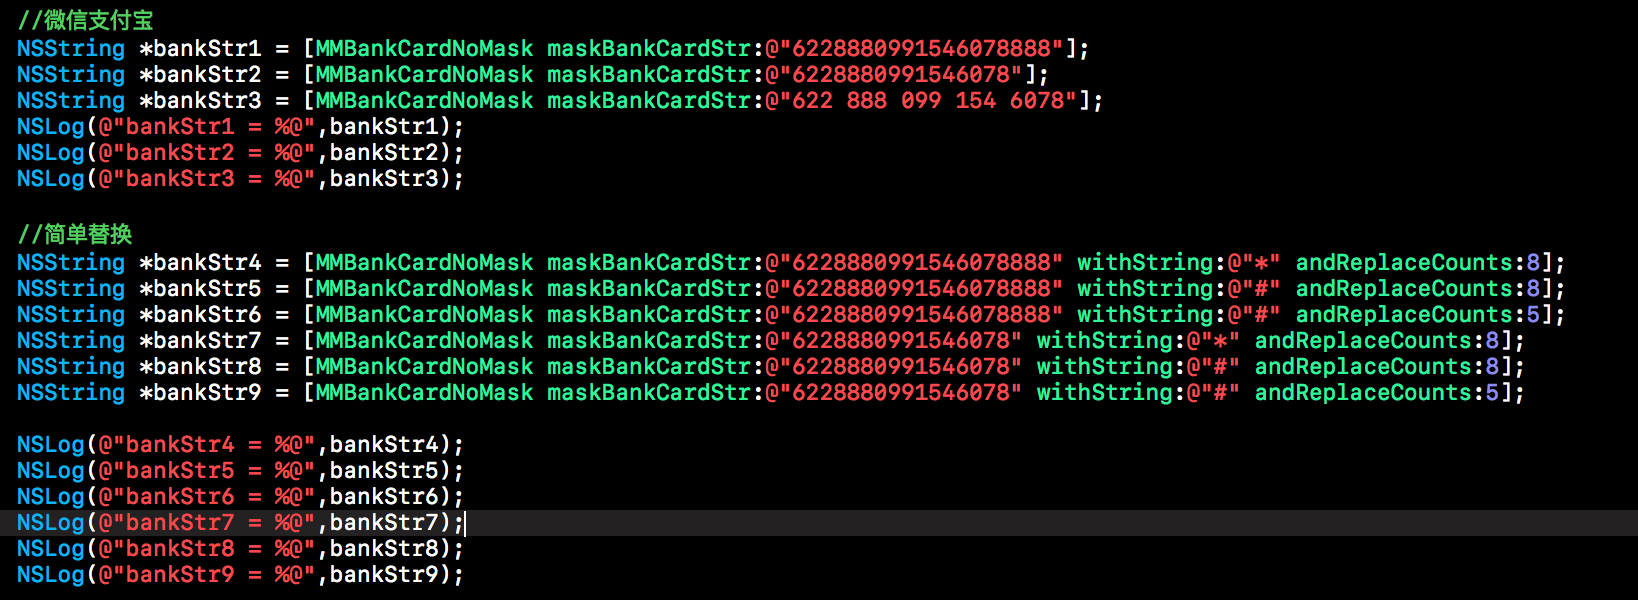 //微信支付宝
NSString *bankStr1 = [MMBankCardNoMask maskBankCardStr:@"6228880991546078888"];
NSString *bankStr2 = [MMBankCardNoMask maskBankCardStr:@"6228880991546078"];
NSString *bankStr3 = [MMBankCardNoMask maskBankCardStr:@"622 888 099 154 6078"];
NSLog(@"bankStr1 = %@",bankStr1);
NSLog(@"bankStr2 = %@",bankStr2);
NSLog(@"bankStr3 = %@",bankStr3);
//简单替换
NSString *bankStr4 = [MMBankCardNoMask maskBankCardStr:@"6228880991546078888" withString:@"*" andReplaceCounts:8];
NSString *bankStr5 = [MMBankCardNoMask maskBankCardStr:@"6228880991546078888" withString:@"#" andReplaceCounts:8];
NSString *bankStr6 = [MMBankCardNoMask maskBankCardStr:@"6228880991546078888" withString:@"#" andReplaceCounts:5];
NSString *bankStr7 = [MMBankCardNoMask maskBankCardStr:@"6228880991546078" withString:@"*" andReplaceCounts:8];
NSString *bankStr8 = [MMBankCardNoMask maskBankCardStr:@"6228880991546078" withString:@"#" andReplaceCounts:8];
NSString *bankStr9 = [MMBankCardNoMask maskBankCardStr:@"6228880991546078" withString:@"#" andReplaceCounts:5];
NSLog(@"bankStr4 = %@",bankStr4);
NSLog(@"bankStr5 = %@",bankStr5);
NSLog(@"bankStr6 = %@",bankStr6);
NSLog(@"bankStr7 = %@",bankStr7);
NSLog(@"bankStr8 = %@",bankStr8);
NSLog(@"bankStr9 = %@",bankStr9);